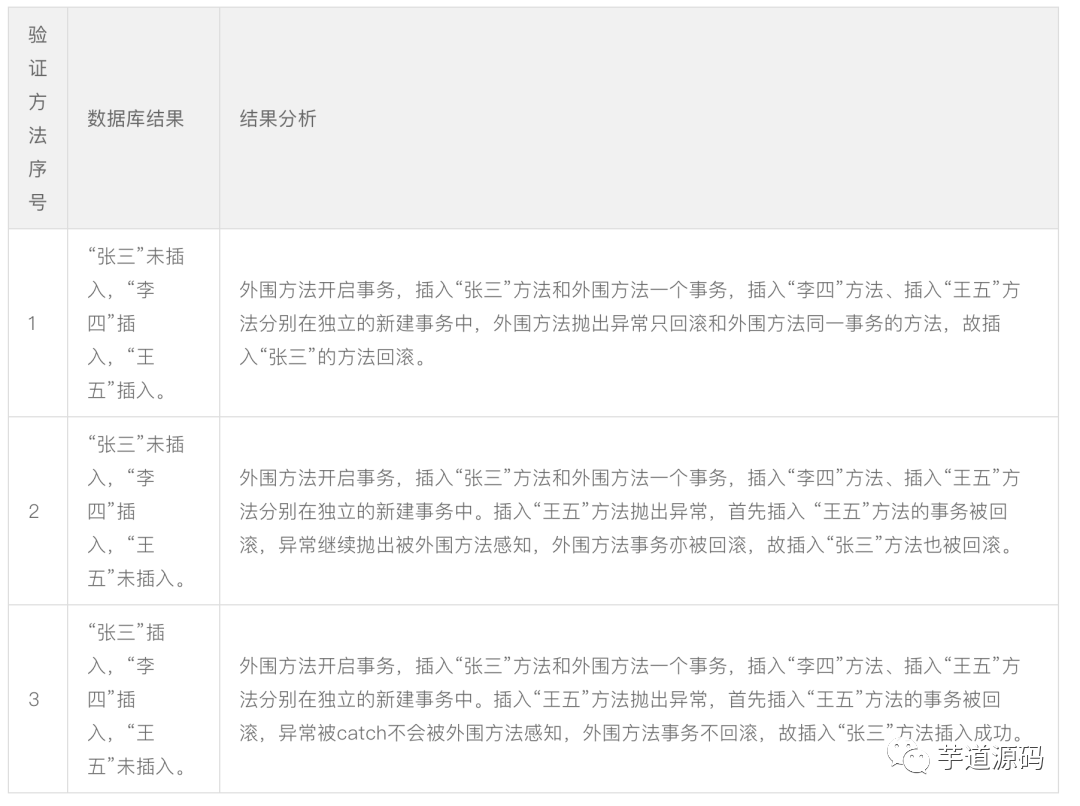 验
证
方
法
序
号
数据库结果
结果分析
1
“张三”未插
入，“李
四”插
入，“王
五”插入。
外围方法开启事务，插入“张三”方法和外围方法一个事务，插入“李四”方法、插入“王五”方
法分别在独立的新建事务中，外围方法抛出异常只回滚和外围方法同一事务的方法，故插
入“张三”的方法回滚。
2
“张三”未插
入，“李
四”插
入，“王
五”未插入。
外围方法开启事务，插入“张三”方法和外围方法一个事务，插入“李四”方法、插入“王五”方
法分别在独立的新建事务中。插入“王五”方法抛出异常，首先插入 “王五”方法的事务被回
滚，异常继续抛出被外围方法感知，外围方法事务亦被回滚，故插入“张三”方法也被回滚。
3
“张三”插
入，“李
四”插
入，“王
五”未插入。
外围方法开启事务，插入“张三”方法和外围方法一个事务，插入“李四”方法、插入“王五”方
法分别在独立的新建事务中。插入“王五”方法抛出异常，首先插入“王五”方法的事务被回
滚，异常被catch不会被外围方法感知，外围方法事务不回滚，故插入“张三”方法插入成功。
芋道源码